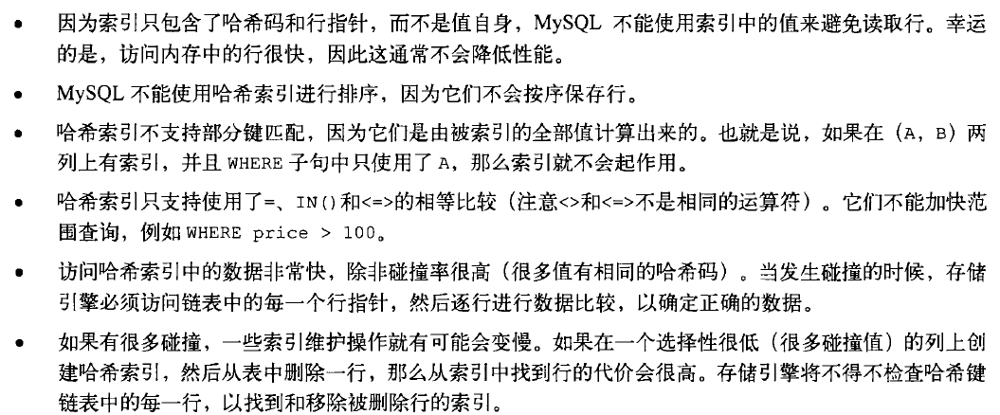 • 因为索引只包含了哈希码和行指针，而不是值自身，MySQL 不能使用索引中的值来避免读取行。幸运
的是，访问内存中的行很快，因此这通常不会降低性能。
• MySQL 不能使用哈希索引进行排序，因为它们不会按序保存行。
• 哈希索引不支持部分键匹配，因为它们是由被索引的全部值计算出来的。也就是说，如果在（A，B）两
列上有索引，并且 WHERE 子句中只使用了 A，那么索引就不会起作用。
• 哈希索引只支持使用了=、IN()和<=>的相等比较（注意<>和<=>不是相同的运算符）。它们不能加快范
围查询，例如 WHERE price > 100。
• 访问哈希索引中的数据非常快，除非碰撞率很高（很多值有相同的哈希码）。当发生碰撞的时候，存储
引擎必须访问链表中的每一个行指针，然后逐行进行数据比较，以确定正确的数据。
• 如果有很多碰撞，一些索引维护操作就有可能会变慢。如果在一个选择性很低（很多碰撞值）的列上创
建哈希索引，然后从表中删除一行，那么从索引中找到行的代价会很高。存储引擎将不得不检查哈希键
链表中的每一行，以找到和移除被删除行的索引。